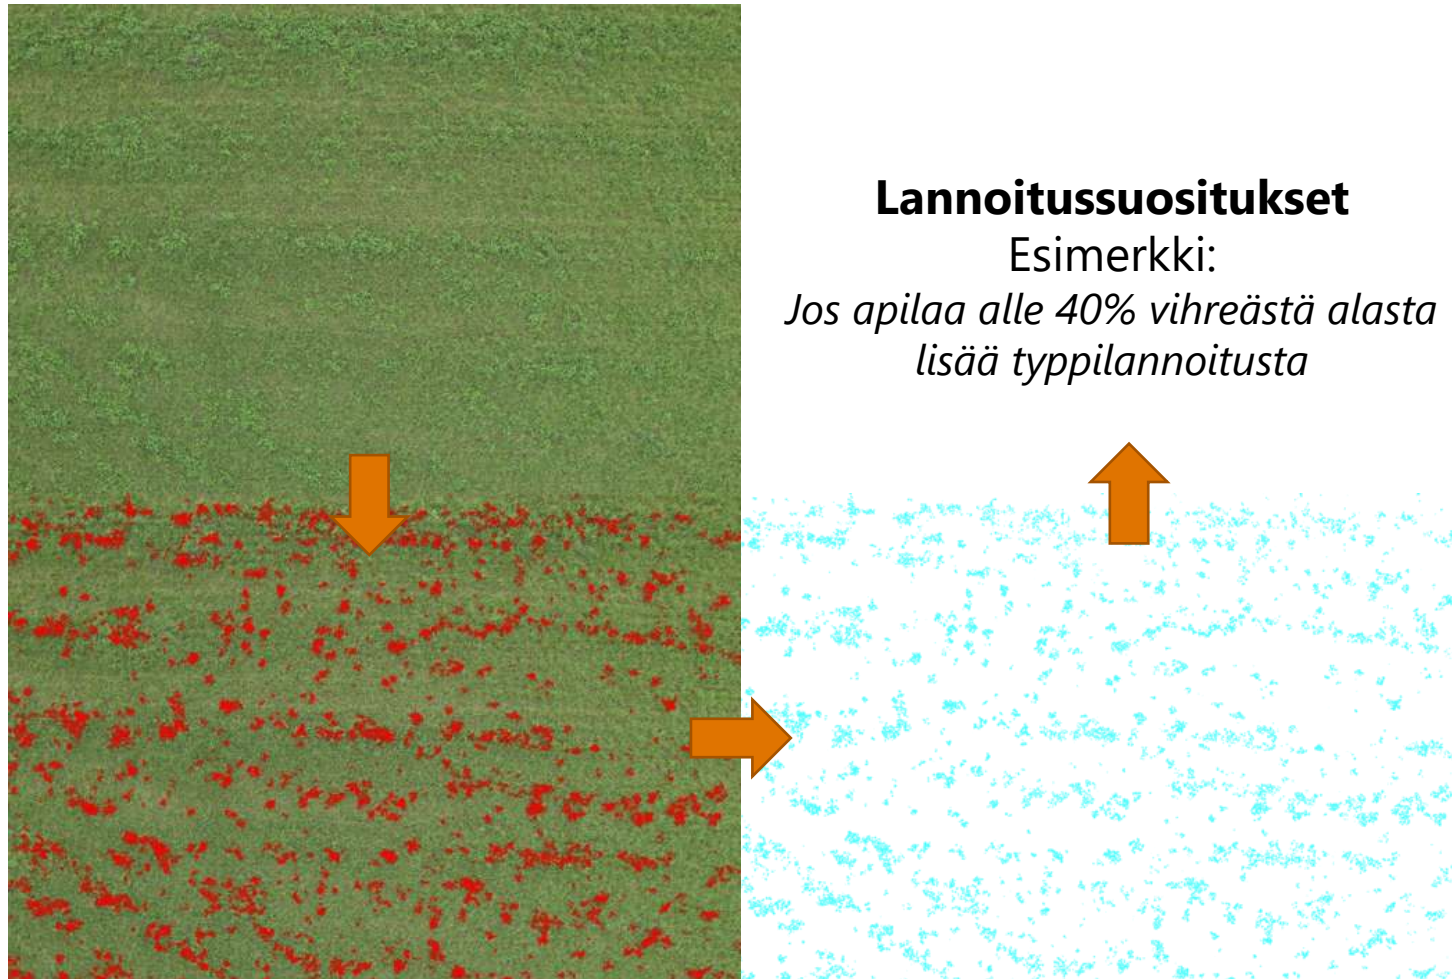 Lannoitussuositukset
Esimerkki:
Jos apilaa alle 40% vihreästä alasta
lisää typpilannoitusta